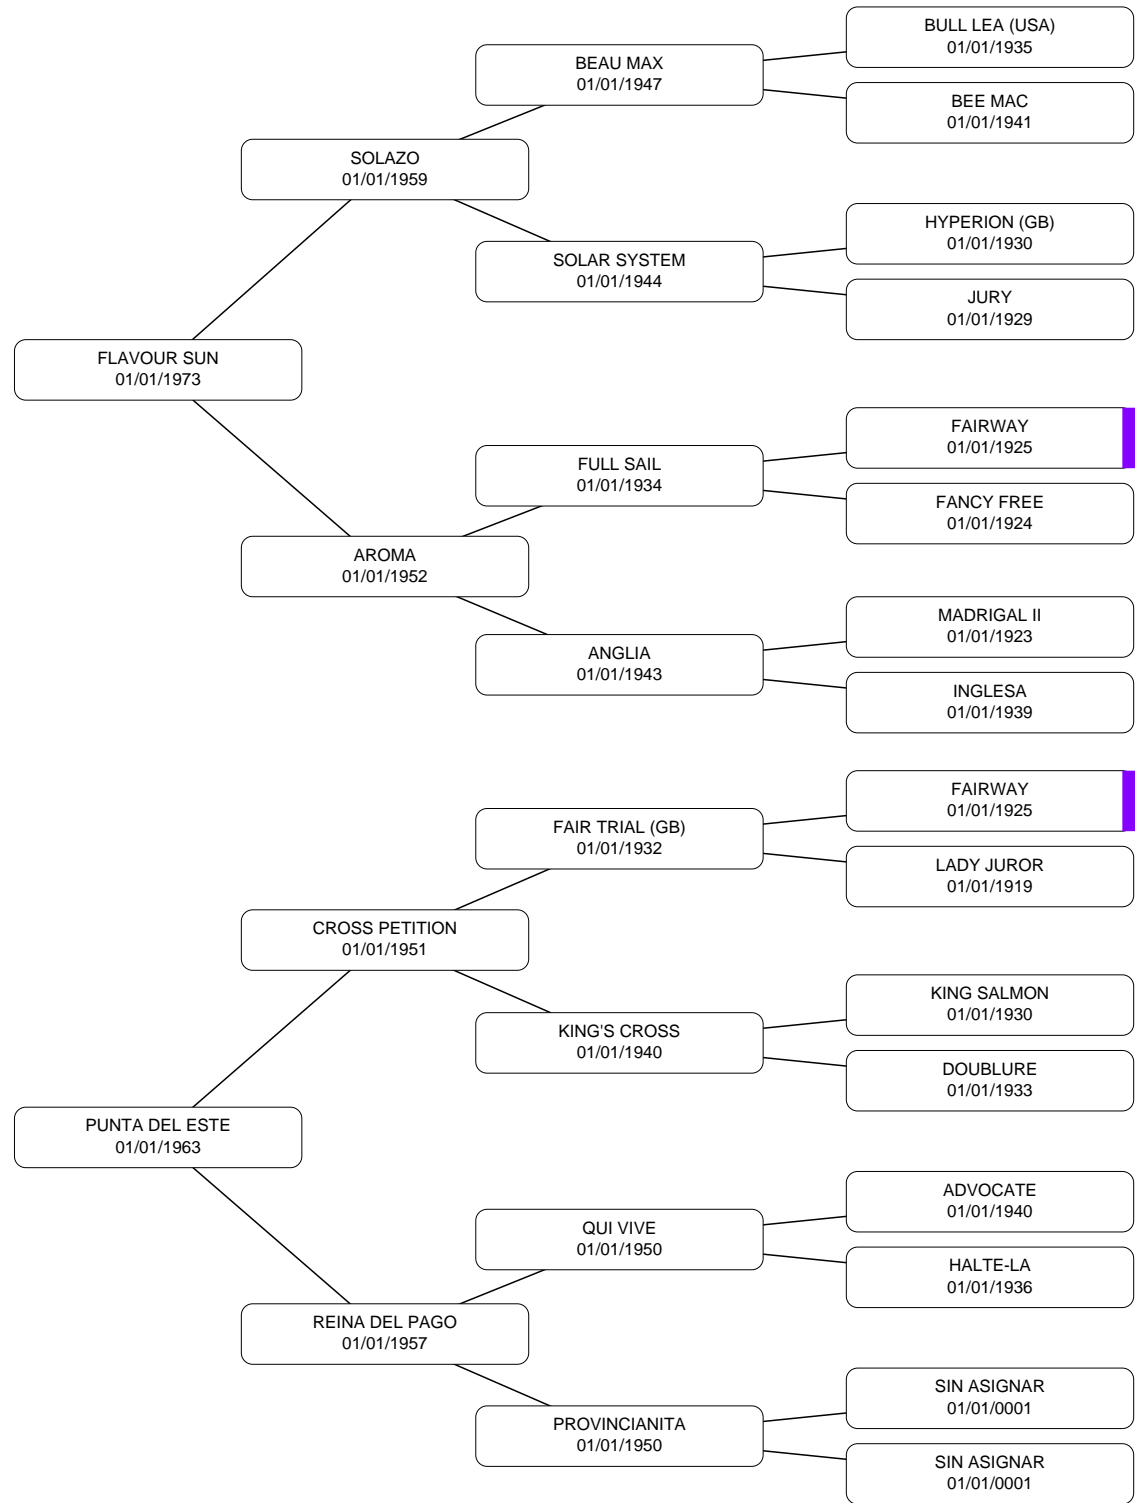 BULL LEA (USA)
01/01/1935
BEAU MAX
01/01/1947
BEE MAC
01/01/1941
SOLAZO
01/01/1959
HYPERION (GB)
01/01/1930
SOLAR SYSTEM
01/01/1944
JURY
01/01/1929
FLAVOUR SUN
01/01/1973
FAIRWAY
01/01/1925
FULL SAIL
01/01/1934
FANCY FREE
01/01/1924
AROMA
01/01/1952
MADRIGAL II
01/01/1923
ANGLIA
01/01/1943
INGLESA
01/01/1939
FAIRWAY
01/01/1925
FAIR TRIAL (GB)
01/01/1932
LADY JUROR
01/01/1919
CROSS PETITION
01/01/1951
KING SALMON
01/01/1930
KING'S CROSS
01/01/1940
DOUBLURE
01/01/1933
PUNTA DEL ESTE
01/01/1963
ADVOCATE
01/01/1940
QUI VIVE
01/01/1950
HALTE-LA
01/01/1936
REINA DEL PAGO
01/01/1957
SIN ASIGNAR
01/01/0001
PROVINCIANITA
01/01/1950
SIN ASIGNAR
01/01/0001